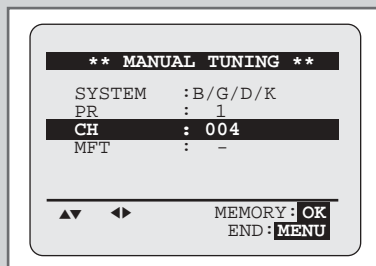 ** MANUAL TUNING **
SYSTEM :B/G/D/K
PR : 1
CH : 004
MFT : -
▲▼ ◀▶ MEMORY:OK
END:MENU